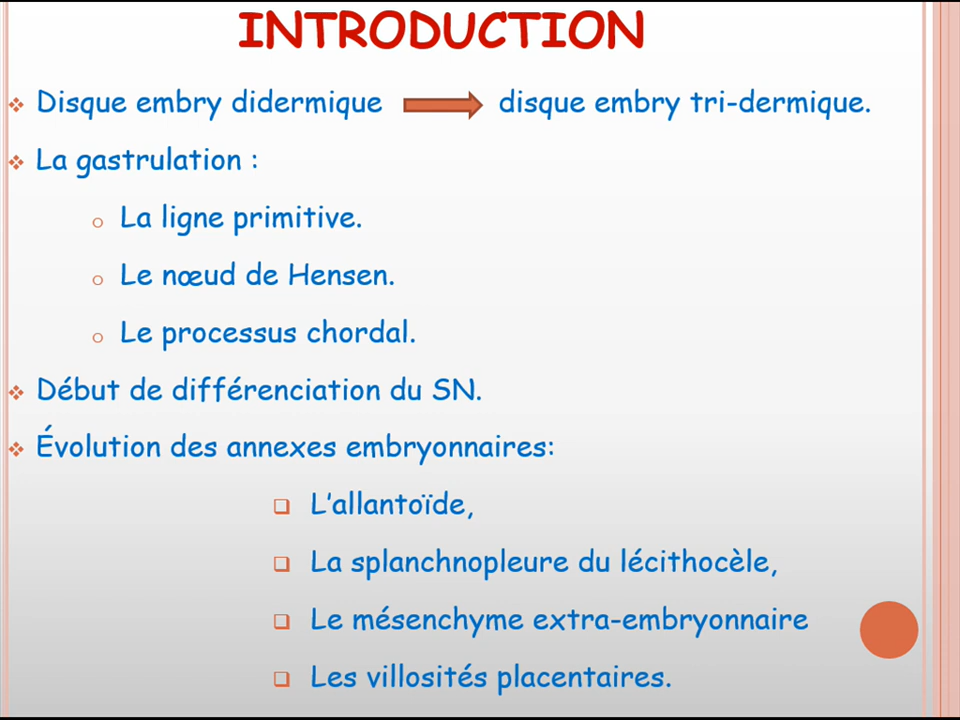 INTRODUCTION
Disque embry didermique disque embry tri-dermique.
La gastrulation :
La ligne primitive.
Le nœud de Hensen.
Le processus chordal.
Début de différenciation du SN.
Évolution des annexes embryonnaires:
L’allantoïde,
La splanchnopleure du lécithocèle,
Le mésenchyme extra-embryonnaire
Les villosités placentaires.